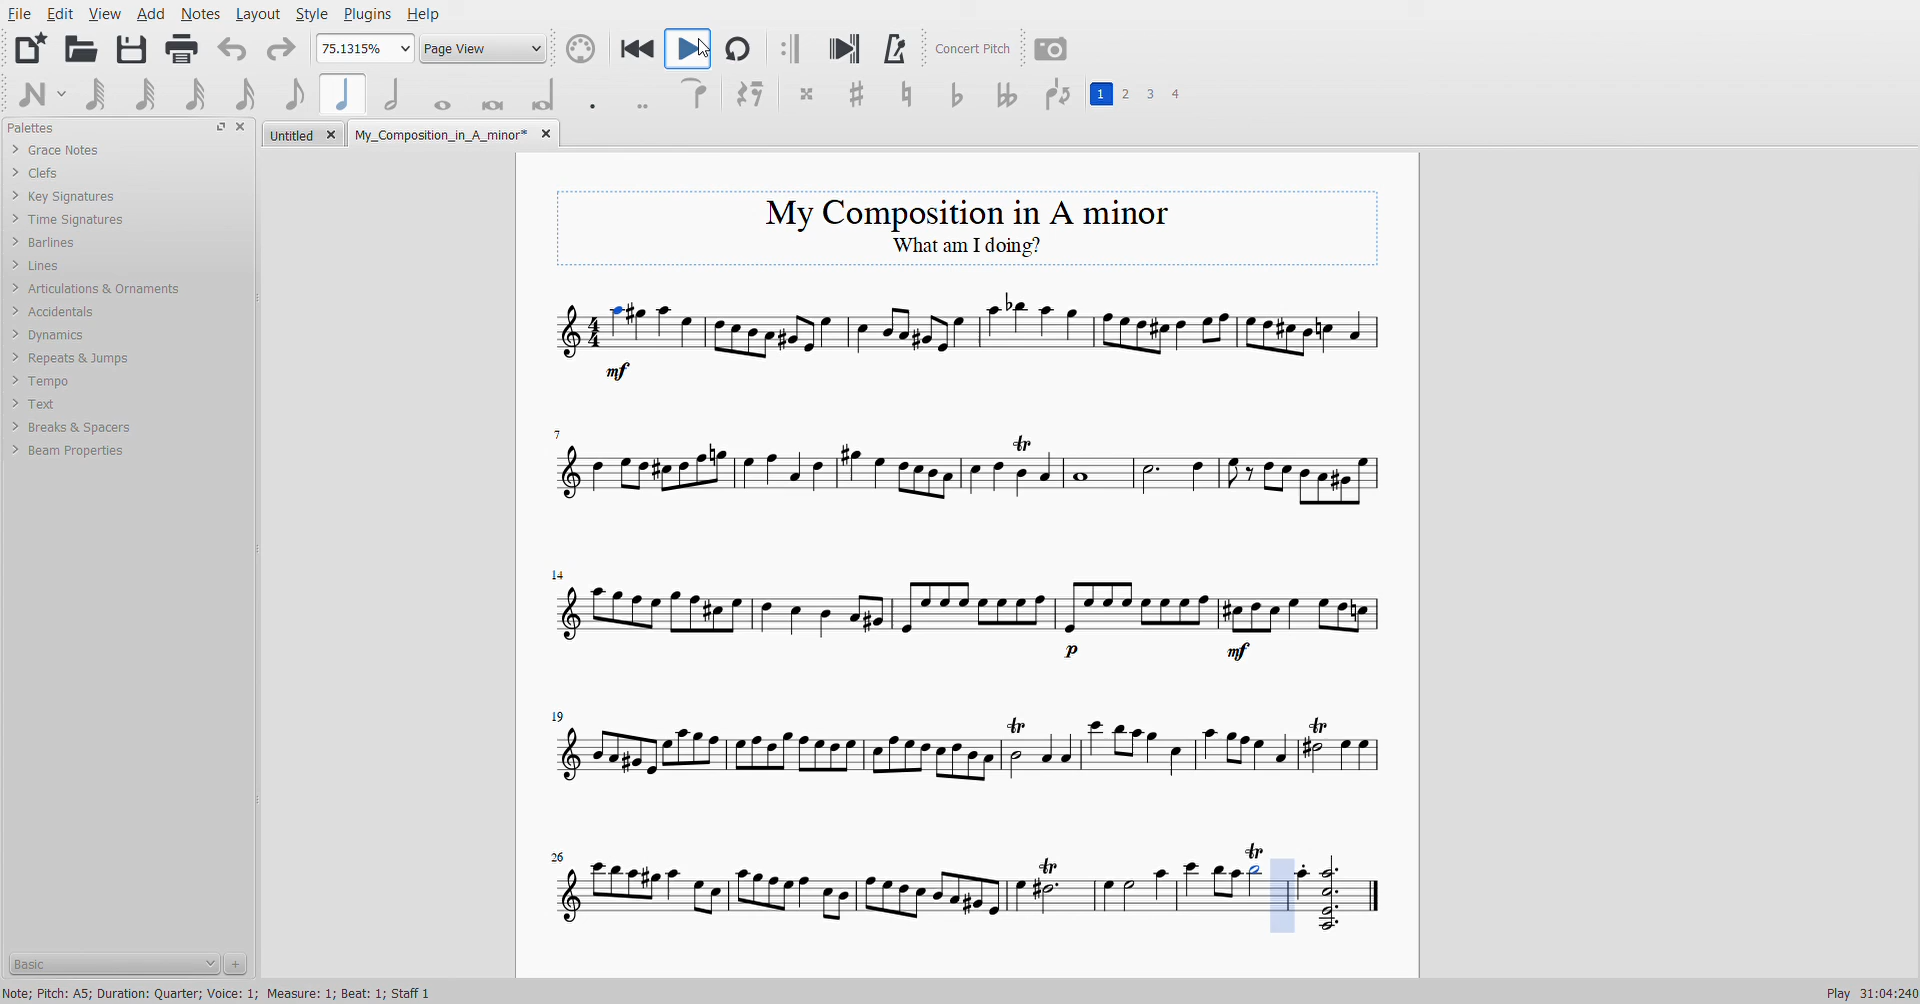 File Edit View Add Notes Layout Style Plugins Help
75.1315% Page View Concert Pitch
1 2 3 4
Palettes
Untitled My_Composition_in_A_minor*
Grace Notes
Clefs
Key Signatures
Time Signatures
Barlines
Lines
Articulations & Ornaments
Accidentals
Dynamics
Repeats & Jumps
Tempo
Text
Breaks & Spacers
Beam Properties
Basic
My Composition in A minor
What am I doing?
4
4
mf
7
tr
14
p mf
19
tr tr
26
tr tr
Note; Pitch: A5; Duration: Quarter; Voice: 1; Measure: 1; Beat: 1; Staff 1
Play 31:04:240